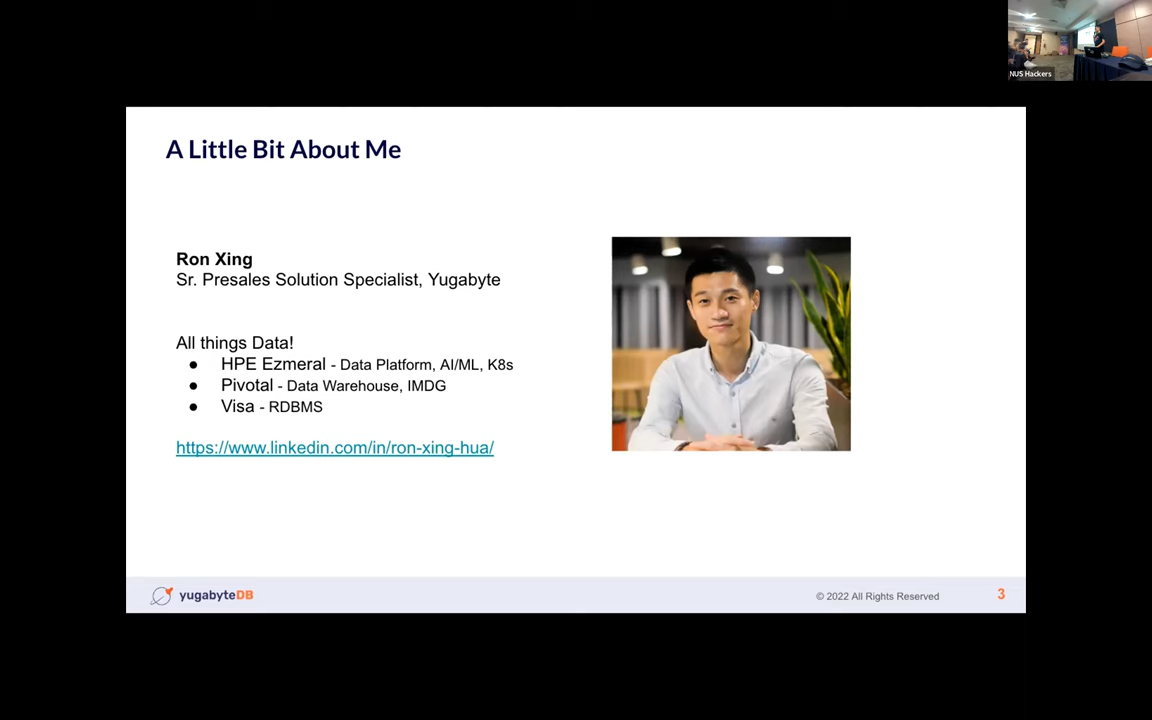 NUS Hackers
A Little Bit About Me
Ron Xing
Sr. Presales Solution Specialist, Yugabyte
All things Data!
● HPE Ezmeral - Data Platform, AI/ML, K8s
● Pivotal - Data Warehouse, IMDG
● Visa - RDBMS
https://www.linkedin.com/in/ron-xing-hua/
yugabyteDB
© 2022 All Rights Reserved
3